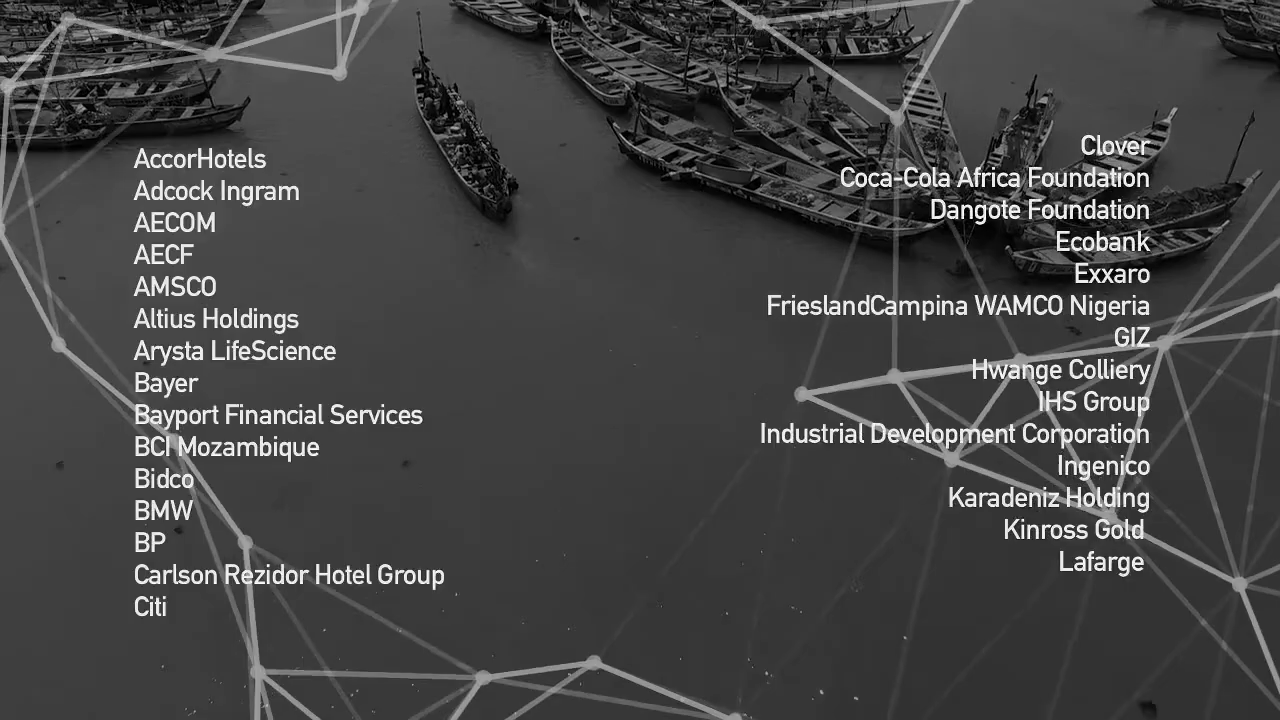 AccorHotels
Adcock Ingram
AECOM
AECF
AMSCO
Altius Holdings
Arysta LifeScience
Bayer
Bayport Financial Services
BCI Mozambique
Bidco
BMW
BP
Carlson Rezidor Hotel Group
Citi
Clover
Coca-Cola Africa Foundation
Dangote Foundation
Ecobank
Exxaro
FrieslandCampina WAMCO Nigeria
GIZ
Hwange Colliery
IHS Group
Industrial Development Corporation
Ingenico
Karadeniz Holding
Kinross Gold
Lafarge